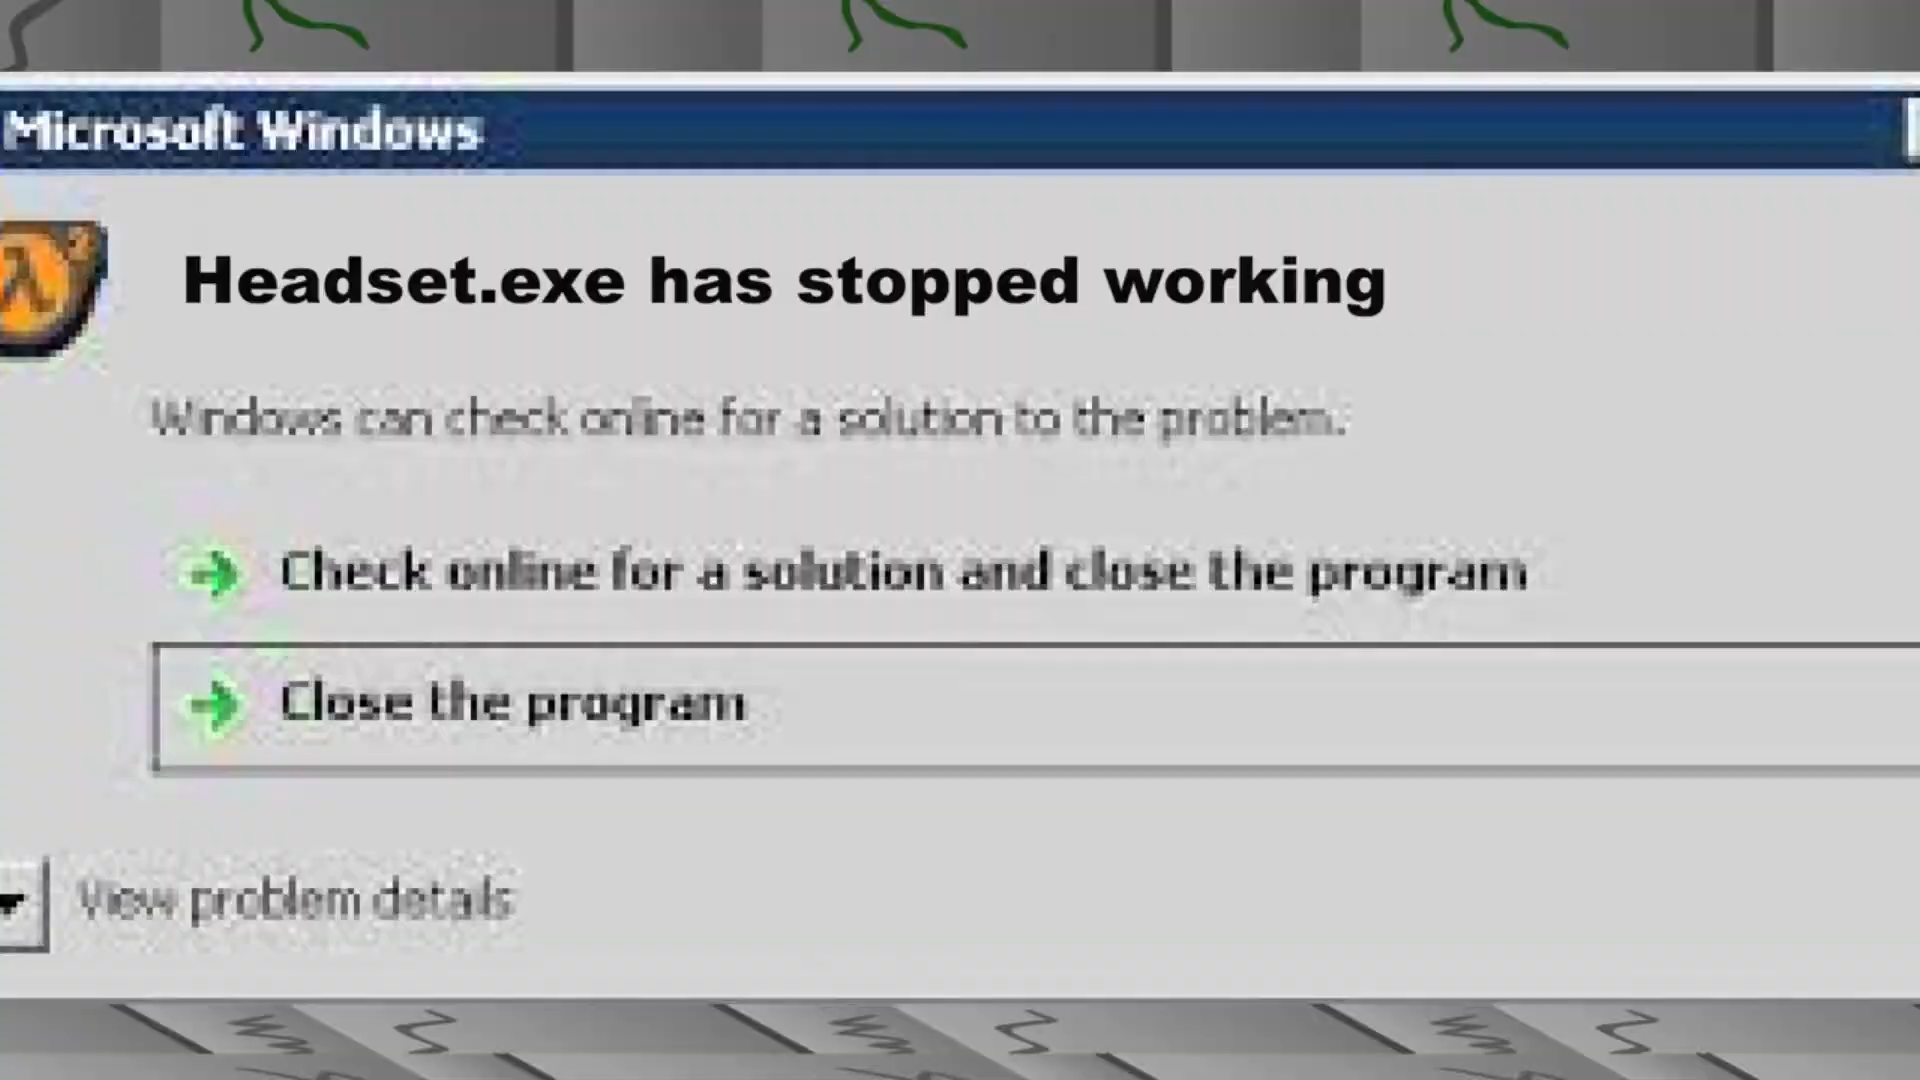 Microsoft Windows
Headset.exe has stopped working
Windows can check online for a solution to the problem.
Check online for a solution and close the program
Close the program
View problem details